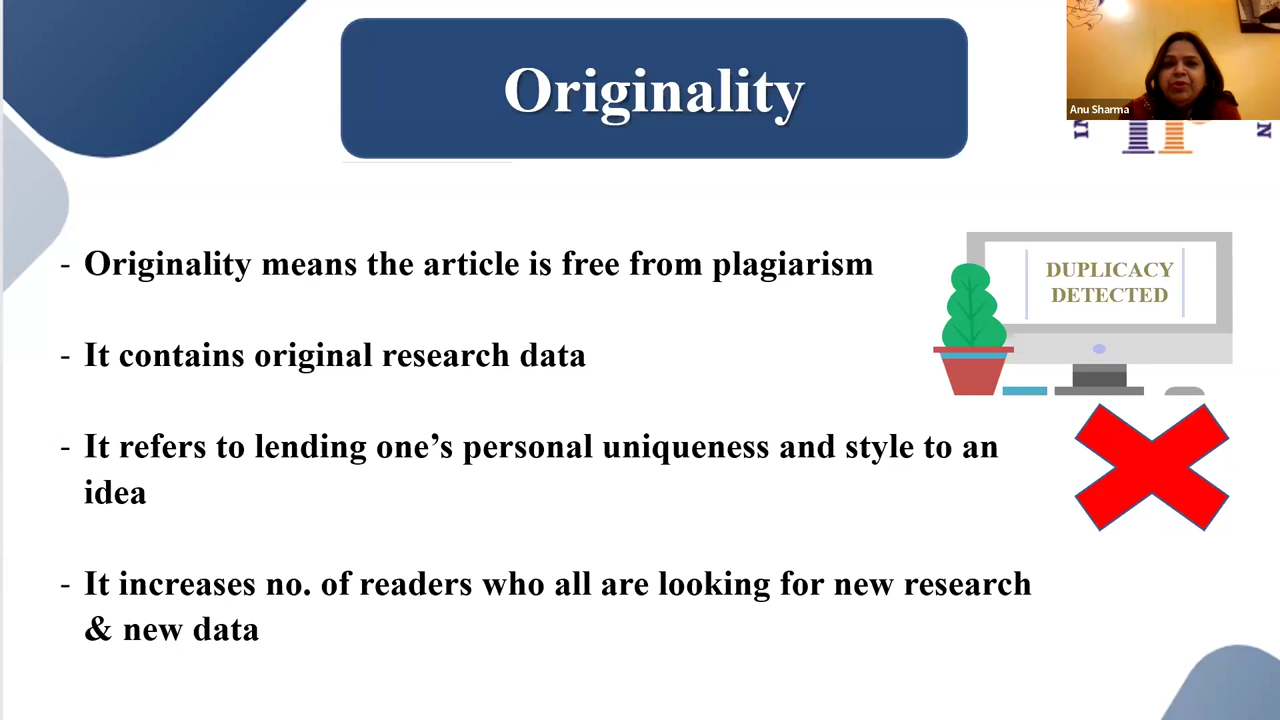 Originality
Anu Sharma
IN
N
- Originality means the article is free from plagiarism
DUPLICACY
DETECTED
- It contains original research data
- It refers to lending one’s personal uniqueness and style to an
idea
- It increases no. of readers who all are looking for new research
& new data